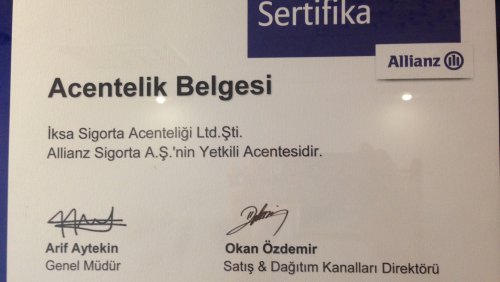 Sertifika
Allianz
Acentelik Belgesi
İksa Sigorta Acenteliği Ltd.Şti.
Allianz Sigorta A.Ş.'nin Yetkili Acentesidir.
Arif Aytekin
Genel Müdür
Okan Özdemir
Satış & Dağıtım Kanalları Direktörü